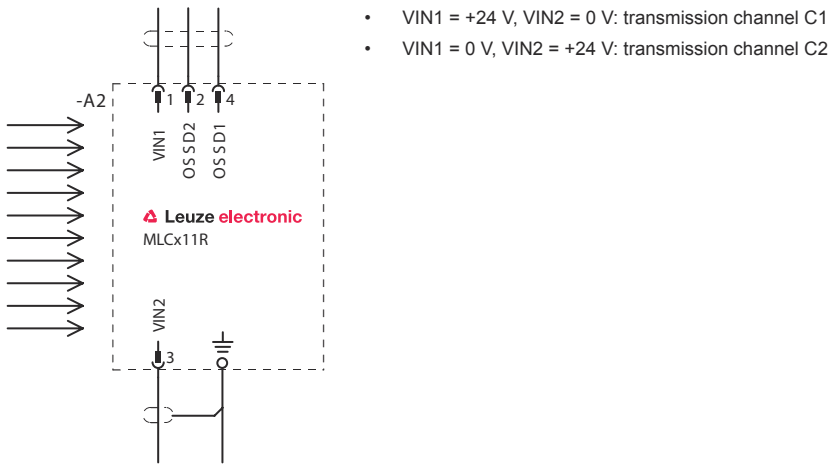 • VIN1 = +24 V, VIN2 = 0 V: transmission channel C1
• VIN1 = 0 V, VIN2 = +24 V: transmission channel C2
-A2
1
2
4
VIN1
OSSD2
OSSD1
Leuze electronic
MLCx11R
VIN2
3